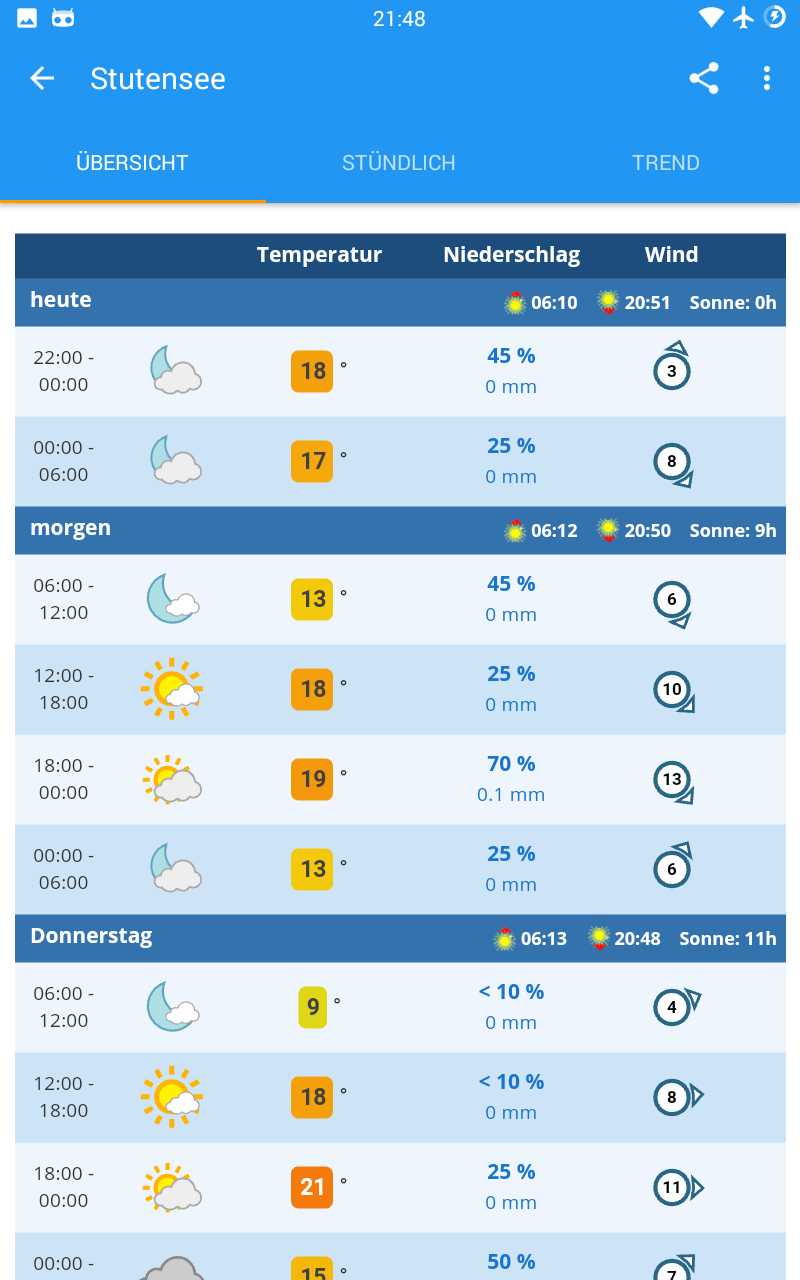 21:48
Stutensee
ÜBERSICHT STÜNDLICH TREND
Temperatur Niederschlag Wind
heute 06:10 20:51 Sonne: 0h
22:00 - 00:00 18 ° 45 % 0 mm 3
00:00 - 06:00 17 ° 25 % 0 mm 8
morgen 06:12 20:50 Sonne: 9h
06:00 - 12:00 13 ° 45 % 0 mm 6
12:00 - 18:00 18 ° 25 % 0 mm 10
18:00 - 00:00 19 ° 70 % 0.1 mm 13
00:00 - 06:00 13 ° 25 % 0 mm 6
Donnerstag 06:13 20:48 Sonne: 11h
06:00 - 12:00 9 ° < 10 % 0 mm 4
12:00 - 18:00 18 ° < 10 % 0 mm 8
18:00 - 00:00 21 ° 25 % 0 mm 11
00:00 - 15 ° 50 % 7